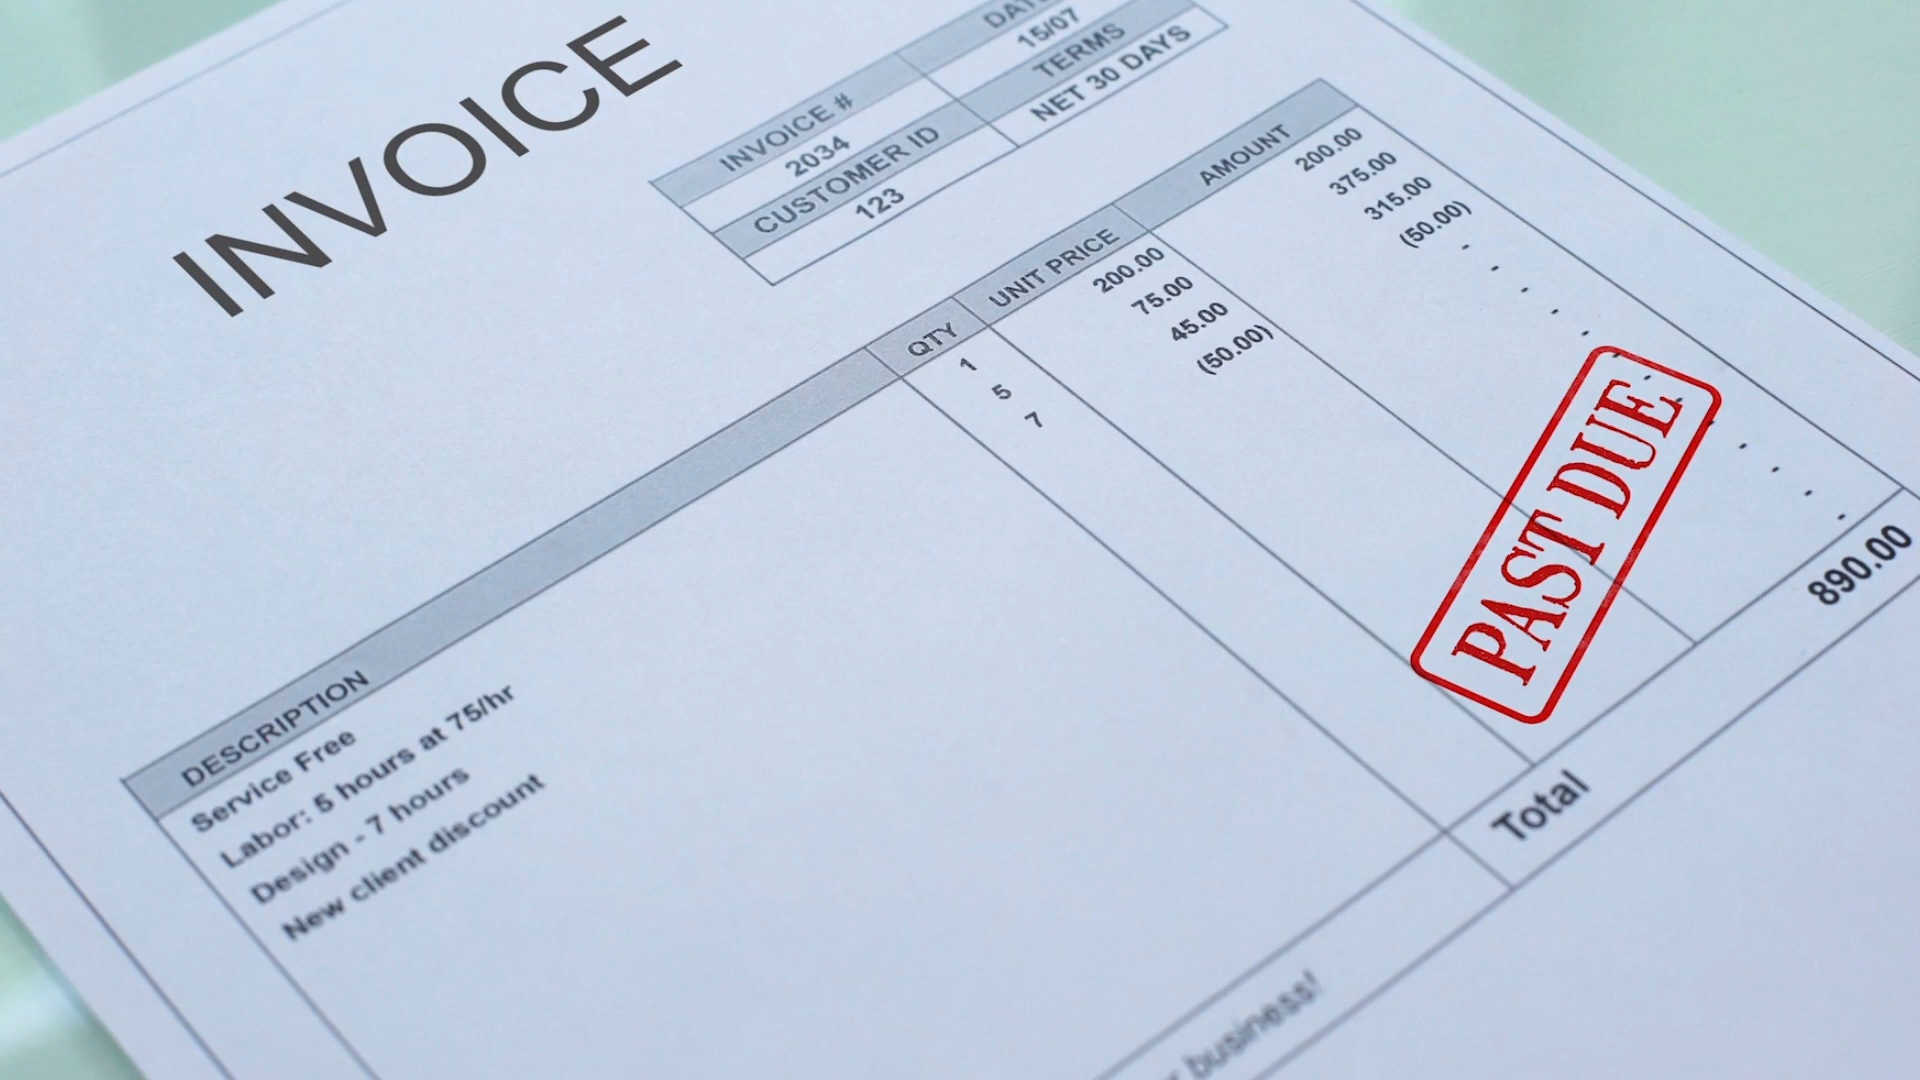 INVOICE
INVOICE #
2034
CUSTOMER ID
123
15/07
TERMS
NET 30 DAYS
DESCRIPTION QTY UNIT PRICE AMOUNT
Service Free 1 200.00 200.00
Labor: 5 hours at 75/hr 5 75.00 375.00
Design - 7 hours 7 45.00 315.00
New client discount (50.00) (50.00)
-
-
-
-
-
-
-
-
-
-
-
-
-
PAST DUE
Total 890.00
business!